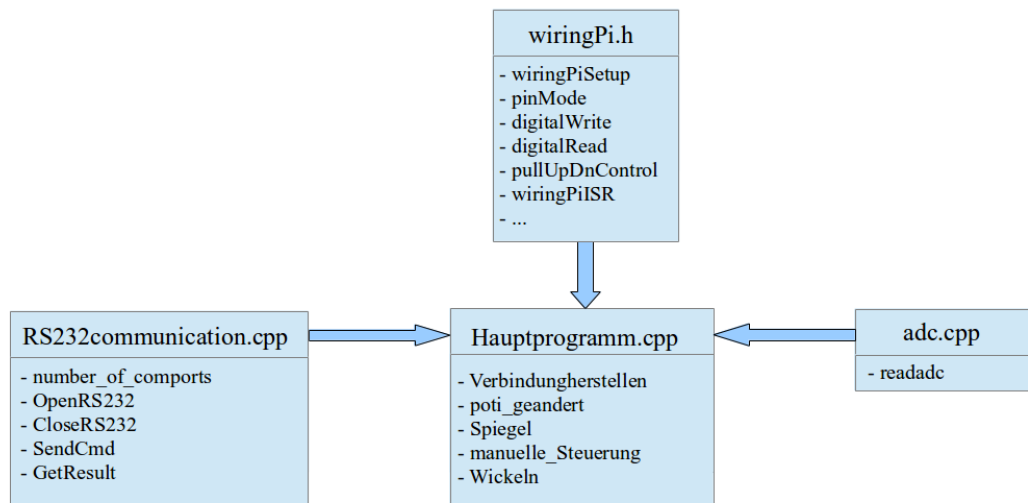 wiringPi.h
- wiringPiSetup
- pinMode
- digitalWrite
- digitalRead
- pullUpDnControl
- wiringPiISR
- ...
RS232communication.cpp
- number_of_comports
- OpenRS232
- CloseRS232
- SendCmd
- GetResult
Hauptprogramm.cpp
- Verbindungherstellen
- poti_geandert
- Spiegel
- manuelle_Steuerung
- Wickeln
adc.cpp
- readadc